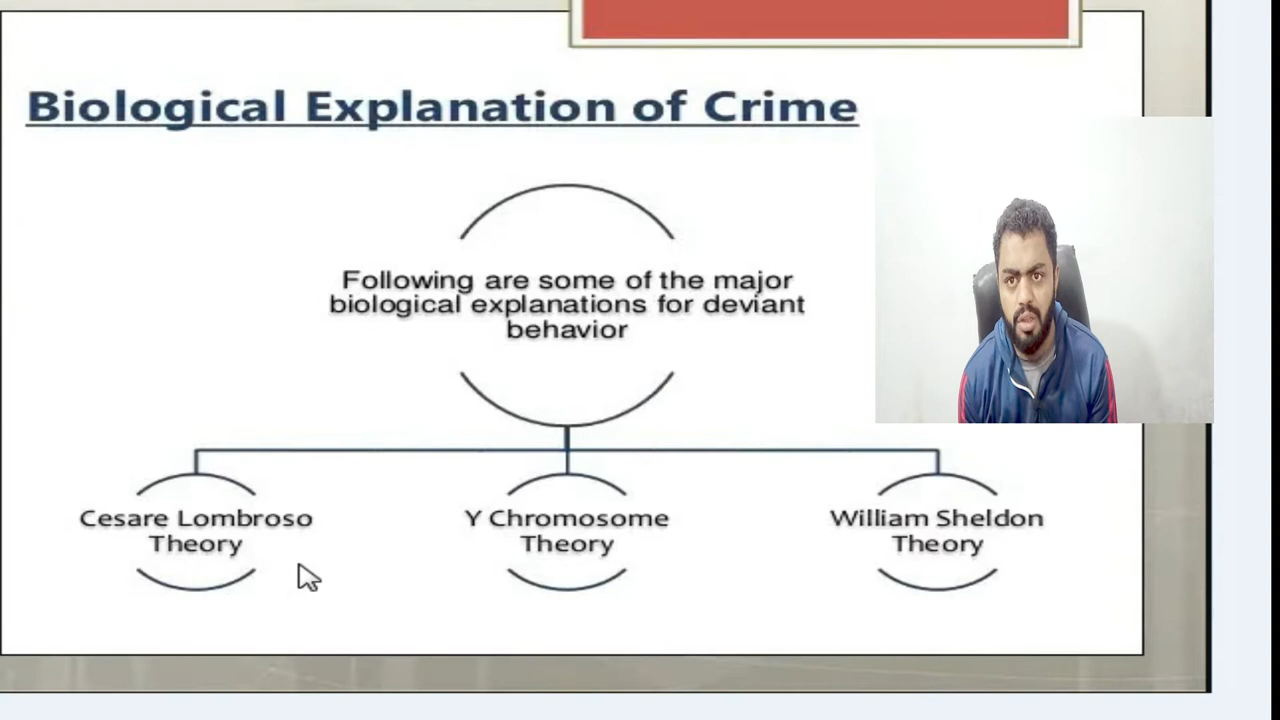 Biological Explanation of Crime
Following are some of the major
biological explanations for deviant
behavior
Cesare Lombroso
Theory
Y Chromosome
Theory
William Sheldon
Theory